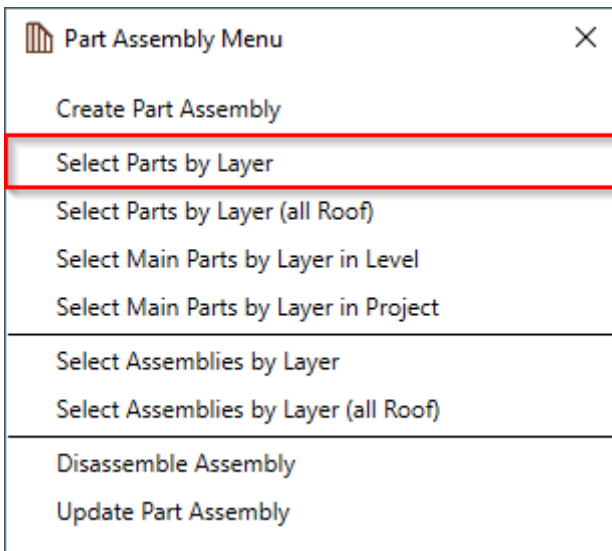 Part Assembly Menu
Create Part Assembly
Select Parts by Layer
Select Parts by Layer (all Roof)
Select Main Parts by Layer in Level
Select Main Parts by Layer in Project
Select Assemblies by Layer
Select Assemblies by Layer (all Roof)
Disassemble Assembly
Update Part Assembly